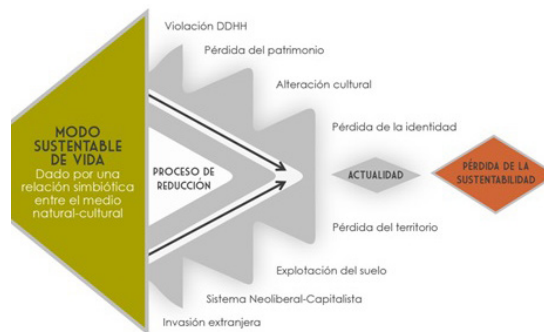 Violación DDHH
Pérdida del patrimonio
Alteración cultural
Pérdida de la identidad
MODO
SUSTENTABLE
DE VIDA
Dado por una
relación simbiótica
entre el medio
natural-cultural
PROCESO DE
REDUCCIÓN
ACTUALIDAD
PÉRDIDA DE LA
SUSTENTABILIDAD
Pérdida del territorio
Explotación del suelo
Sistema Neoliberal-Capitalista
Invasión extranjera